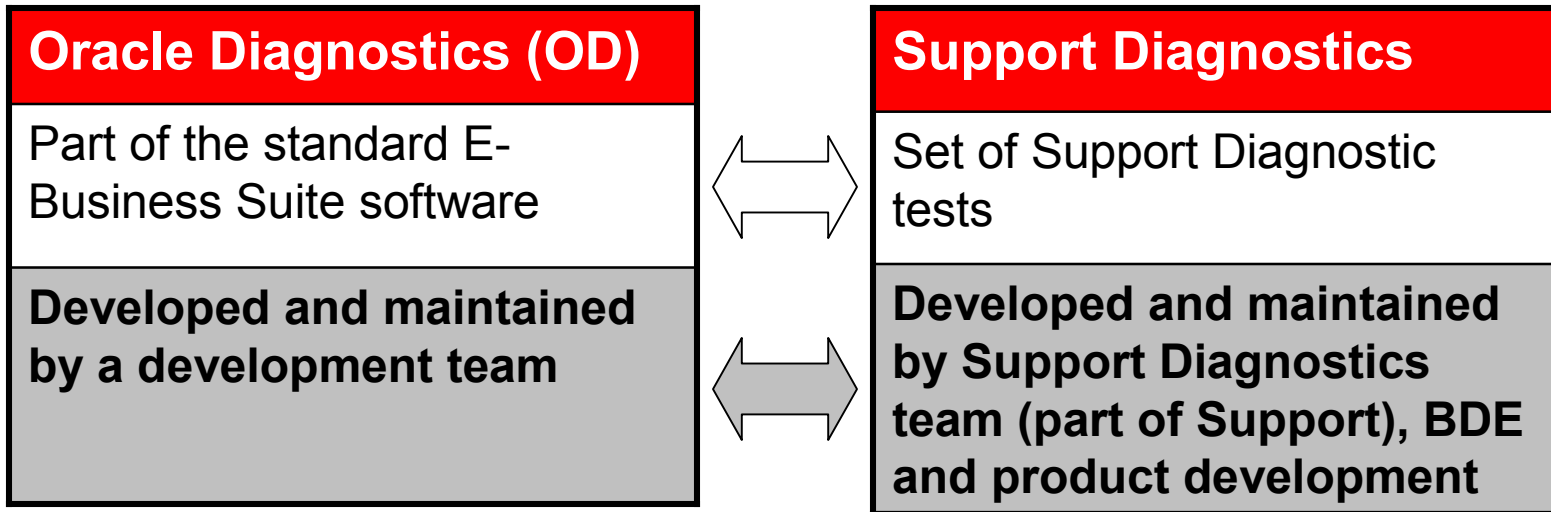 Oracle Diagnostics (OD)
Part of the standard E-
Business Suite software
Developed and maintained
by a development team
Support Diagnostics
Set of Support Diagnostic
tests
Developed and maintained
by Support Diagnostics
team (part of Support), BDE
and product development